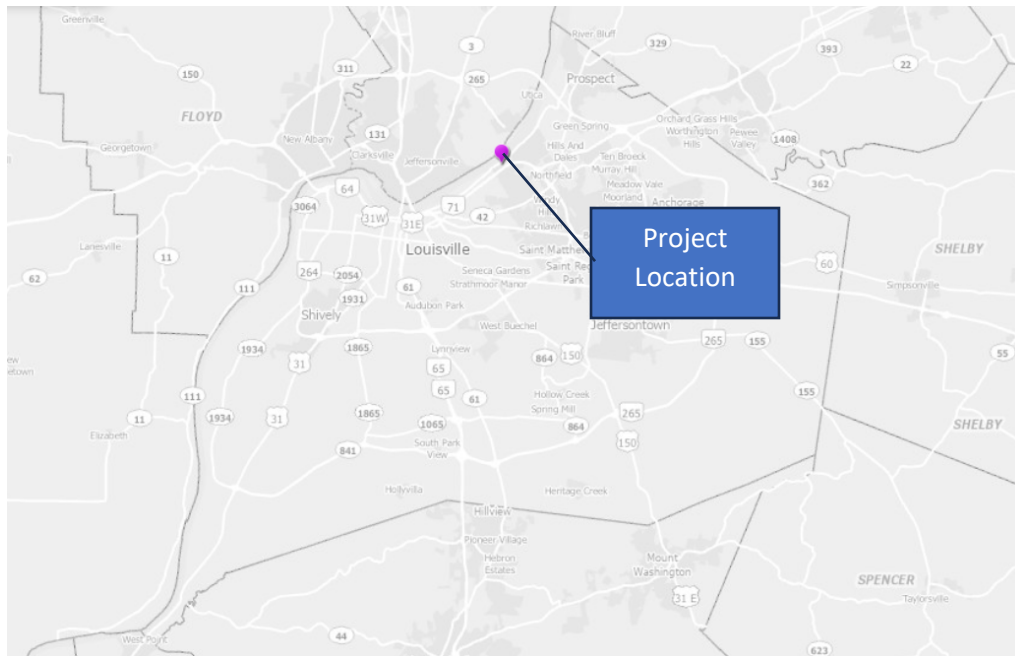 Greenville
River Bluff
329
393
3
311
150
265
Prospect
22
Utica
FLOYD
Green Spring
Orchard Grass Hills
Worthington
Hills
Pewee
Valley
1408
131
New Albany
Georgetown
Clarksville
Jeffersonville
Hills And
Dales
Ten Broeck
Murray Hill
Northfield
Meadow Vale
Moorland
Anchorage
362
64
3064
71
42
31W
31E
Project
Location
Louisville
Saint Matthe
Saint Reg
Park
Lanesville
11
62
264
2054
1931
61
Seneca Gardens
Strathmoor Manor
60
SHELBY
Simpsonville
111
Audubon Park
Shively
West Buechel
Jeffersontown
265
155
1934
1865
Lynnview
864
150
31
55
65
65
61
Hollow Creek
Spring Mill
155
111
11
1934
31
1865
1065
864
265
150
SHELBY
Elizabeth
South Park
View
841
Hollyvilla
Heritage Creek
Hillview
Pioneer Village
Hebron
Estates
Mount
Washington
SPENCER
Taylorsville
31 E
West Point
44
623